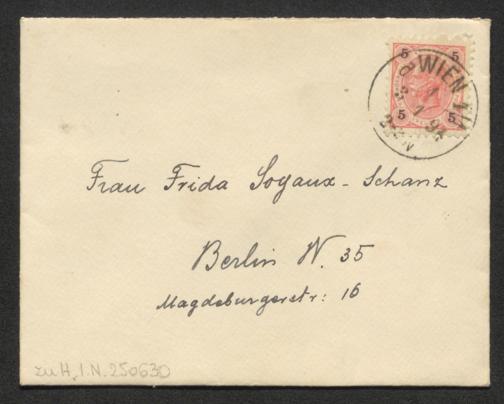 5 5
5 5
WIEN
Frau Frida Soyaux-Schanz
Berlin W. 35
Magdeburgerstr: 16
zu H.I.N. 250630